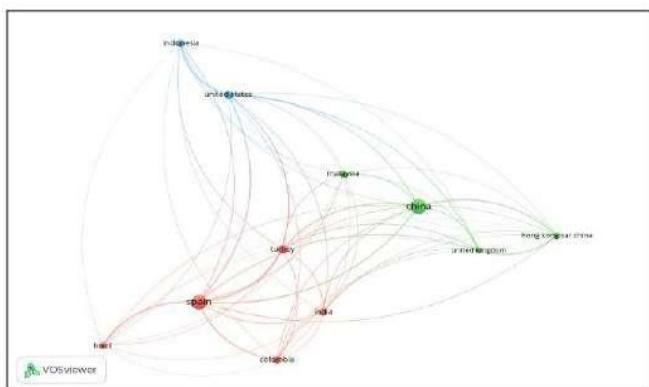 indonesia
united states
malaysia
china
hong kong sar china
united kingdom
turkey
spain
india
brazil
colombia
VOSviewer